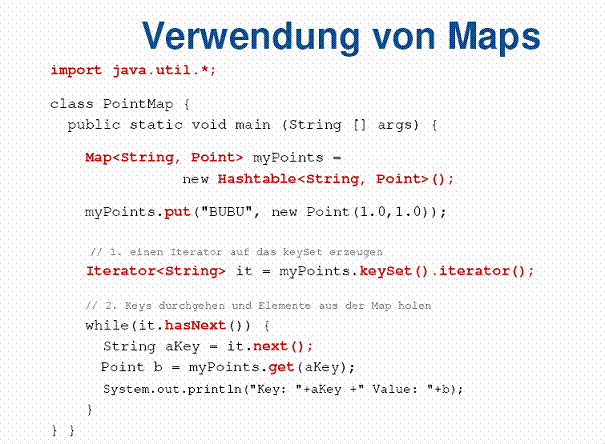 Verwendung von Maps
import java.util.*;
class PointMap {
public static void main (String [] args) {
Map<String, Point> myPoints =
new Hashtable<String, Point>();
myPoints.put("BUBU", new Point(1.0,1.0));
// 1. einen Iterator auf das keySet erzeugen
Iterator<String> it = myPoints.keySet().iterator();
// 2. Keys durchgehen und Elemente aus der Map holen
while(it.hasNext()) {
String aKey = it.next();
Point b = myPoints.get(aKey);
System.out.println("Key: "+aKey +" Value: "+b);
}
} }